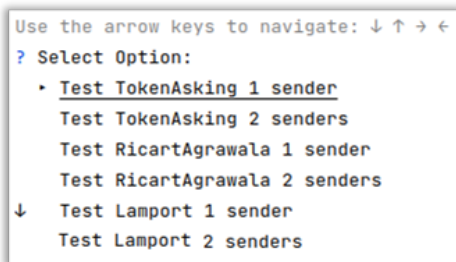 Use the arrow keys to navigate: ↓ ↑ → ←
? Select Option:
‣ Test TokenAsking 1 sender
Test TokenAsking 2 senders
Test RicartAgrawala 1 sender
Test RicartAgrawala 2 senders
↓ Test Lamport 1 sender
Test Lamport 2 senders